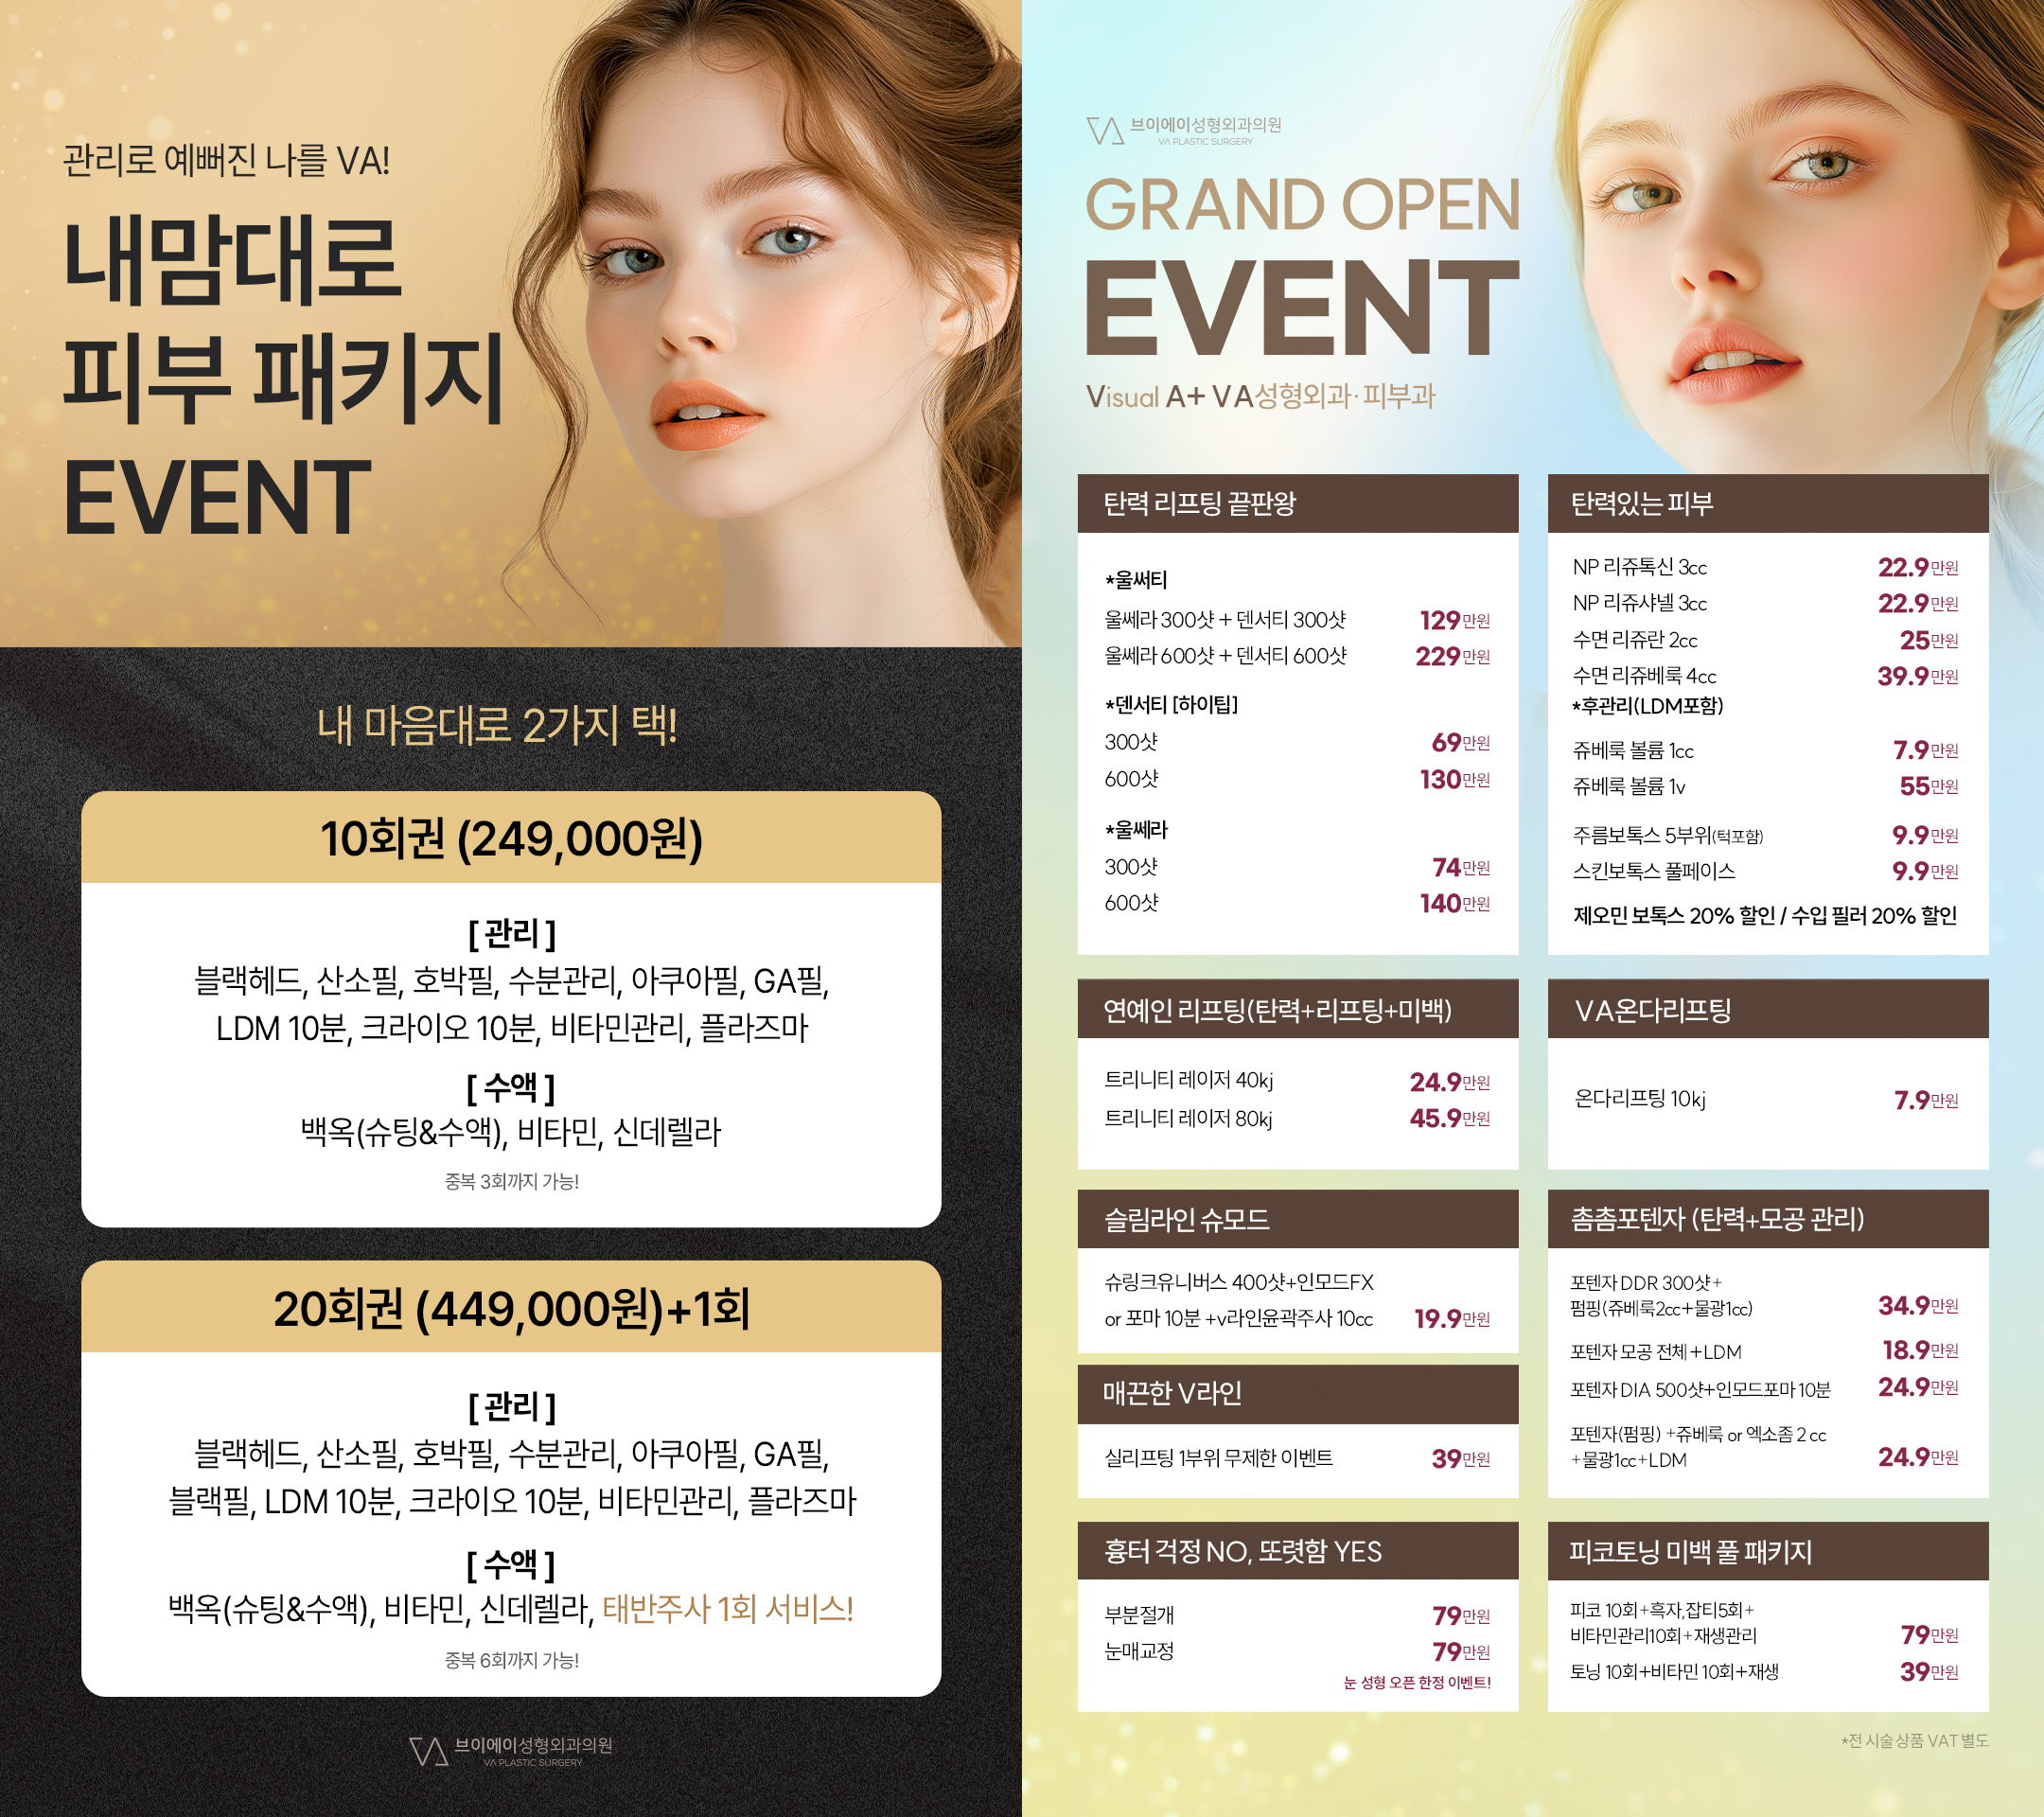 관리로 예뻐진 나를 VA!
내맘대로
피부 패키지
EVENT
내 마음대로 2가지 택!
10회권 (249,000원)
[ 관리 ]
블랙헤드, 산소필, 호박필, 수분관리, 아쿠아필, GA필,
LDM 10분, 크라이오 10분, 비타민관리, 플라즈마
[ 수액 ]
백옥(슈팅&수액), 비타민, 신데렐라
중복 3회까지 가능!
20회권 (449,000원)+1회
[ 관리 ]
블랙헤드, 산소필, 호박필, 수분관리, 아쿠아필, GA필,
블랙필, LDM 10분, 크라이오 10분, 비타민관리, 플라즈마
[ 수액 ]
백옥(슈팅&수액), 비타민, 신데렐라, 태반주사 1회 서비스!
중복 6회까지 가능!
VA 브이에이성형외과의원
VA PLASTIC SURGERY
VA 브이에이성형외과의원
VA PLASTIC SURGERY
GRAND OPEN
EVENT
Visual A+ VA성형외과·피부과
탄력 리프팅 끝판왕
*울써티
울쎄라 300샷 + 덴서티 300샷 129만원
울쎄라 600샷 + 덴서티 600샷 229만원
*덴서티 [하이팁]
300샷 69만원
600샷 130만원
*울쎄라
300샷 74만원
600샷 140만원
탄력있는 피부
NP 리쥬톡신 3cc 22.9만원
NP 리쥬샤넬 3cc 22.9만원
수면 리쥬란 2cc 25만원
수면 리쥬베룩 4cc 39.9만원
*후관리(LDM포함)
쥬베룩 볼륨 1cc 7.9만원
쥬베룩 볼륨 1v 55만원
주름보톡스 5부위(턱포함) 9.9만원
스킨보톡스 풀페이스 9.9만원
제오민 보톡스 20% 할인 / 수입 필러 20% 할인
연예인 리프팅(탄력+리프팅+미백)
트리니티 레이저 40kj 24.9만원
트리니티 레이저 80kj 45.9만원
VA온다리프팅
온다리프팅 10kj 7.9만원
슬림라인 슈모드
슈링크유니버스 400샷+인모드FX
or 포마 10분 +v라인윤곽주사 10cc 19.9만원
매끈한 V라인
실리프팅 1부위 무제한 이벤트 39만원
촘촘포텐자 (탄력+모공 관리)
포텐자 DDR 300샷+
펌핑(쥬베룩2cc+물광1cc) 34.9만원
포텐자 모공 전체 +LDM 18.9만원
포텐자 DIA 500샷+인모드포마 10분 24.9만원
포텐자(펌핑) +쥬베룩 or 엑소좀 2 cc
+물광1cc+LDM 24.9만원
흉터 걱정 NO, 또렷함 YES
부분절개 79만원
눈매교정 79만원
눈 성형 오픈 한정 이벤트!
피코토닝 미백 풀 패키지
피코 10회+흑자,잡티5회+
비타민관리10회+재생관리 79만원
토닝 10회+비타민 10회+재생 39만원
*전 시술상품 VAT 별도